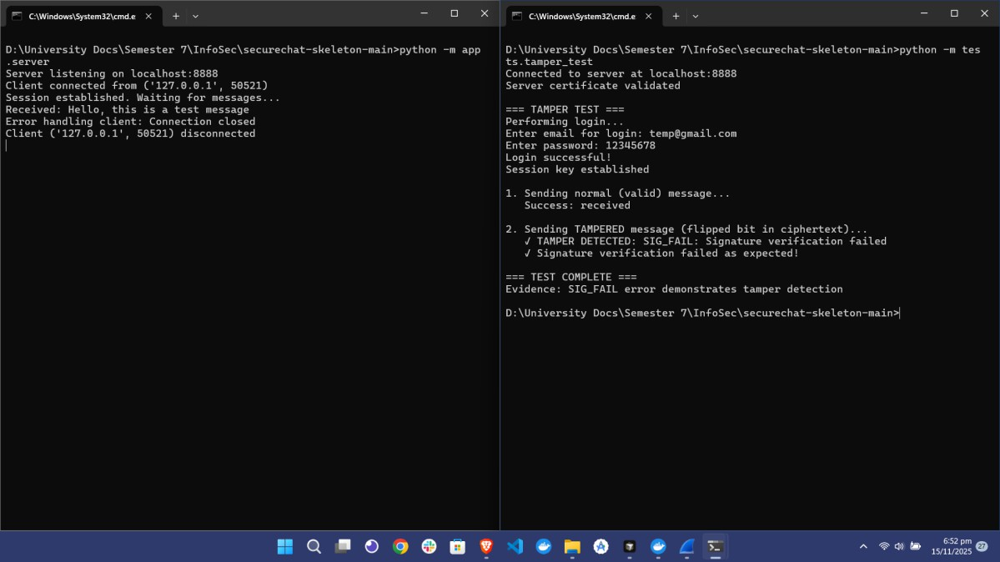 C:\Windows\System32\cmd.e
D:\University Docs\Semester 7\InfoSec\securechat-skeleton-main>python -m app
.server
Server listening on localhost:8888
Client connected from ('127.0.0.1', 50521)
Session established. Waiting for messages...
Received: Hello, this is a test message
Error handling client: Connection closed
Client ('127.0.0.1', 50521) disconnected
C:\Windows\System32\cmd.e
D:\University Docs\Semester 7\InfoSec\securechat-skeleton-main>python -m tes
ts.tamper_test
Connected to server at localhost:8888
Server certificate validated
=== TAMPER TEST ===
Performing login...
Enter email for login: temp@gmail.com
Enter password: 12345678
Login successful!
Session key established
1. Sending normal (valid) message...
Success: received
2. Sending TAMPERED message (flipped bit in ciphertext)...
✓ TAMPER DETECTED: SIG_FAIL: Signature verification failed
✓ Signature verification failed as expected!
=== TEST COMPLETE ===
Evidence: SIG_FAIL error demonstrates tamper detection
D:\University Docs\Semester 7\InfoSec\securechat-skeleton-main>
6:52 pm
15/11/2025
27